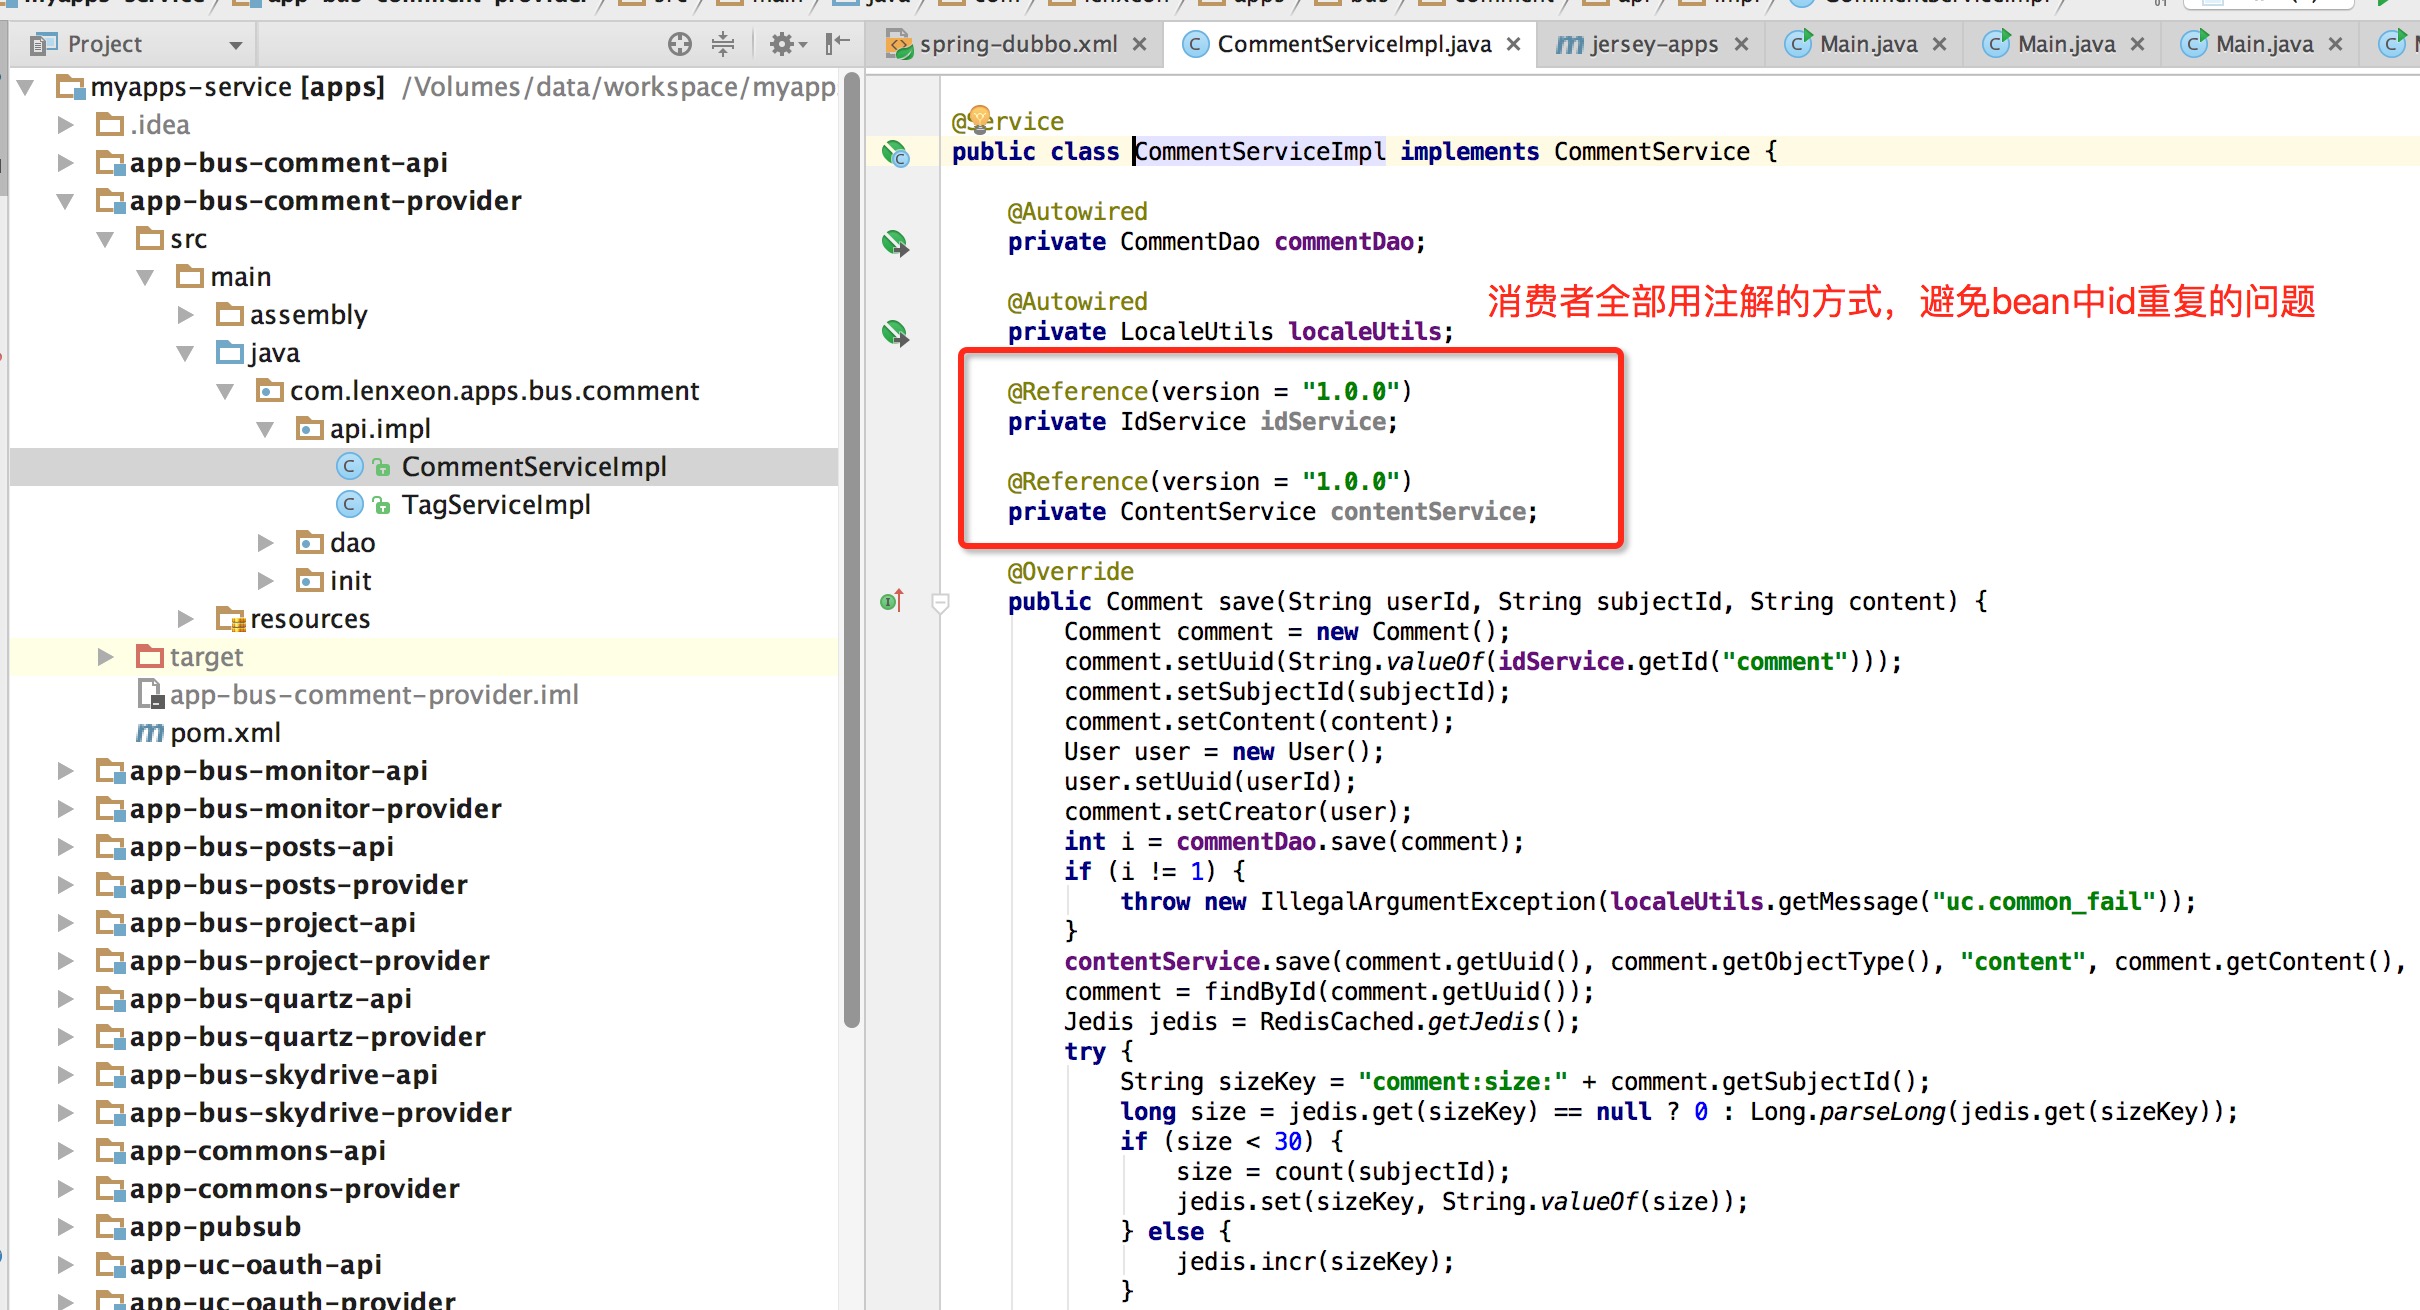 Project
myapps-service [apps] /Volumes/data/workspace/myapp
.idea
app-bus-comment-api
app-bus-comment-provider
src
main
assembly
java
com.lenxeon.apps.bus.comment
api.impl
CommentServiceImpl
TagServiceImpl
dao
init
resources
target
app-bus-comment-provider.iml
pom.xml
app-bus-monitor-api
app-bus-monitor-provider
app-bus-posts-api
app-bus-posts-provider
app-bus-project-api
app-bus-project-provider
app-bus-quartz-api
app-bus-quartz-provider
app-bus-skydrive-api
app-bus-skydrive-provider
app-commons-api
app-commons-provider
app-pubsub
app-uc-oauth-api
app-uc-oauth-provider
spring-dubbo.xml CommentServiceImpl.java jersey-apps Main.java Main.java Main.java
@Service
public class CommentServiceImpl implements CommentService {
@Autowired
private CommentDao commentDao;
@Autowired
消费者全部用注解的方式，避免bean中id重复的问题
private LocaleUtils localeUtils;
@Reference(version = "1.0.0")
private IdService idService;
@Reference(version = "1.0.0")
private ContentService contentService;
@Override
public Comment save(String userId, String subjectId, String content) {
Comment comment = new Comment();
comment.setUuid(String.valueOf(idService.getId("comment")));
comment.setSubjectId(subjectId);
comment.setContent(content);
User user = new User();
user.setUuid(userId);
comment.setCreator(user);
int i = commentDao.save(comment);
if (i != 1) {
throw new IllegalArgumentException(localeUtils.getMessage("uc.common_fail"));
}
contentService.save(comment.getUuid(), comment.getObjectType(), "content", comment.getContent(),
comment = findById(comment.getUuid());
Jedis jedis = RedisCached.getJedis();
try {
String sizeKey = "comment:size:" + comment.getSubjectId();
long size = jedis.get(sizeKey) == null ? 0 : Long.parseLong(jedis.get(sizeKey));
if (size < 30) {
size = count(subjectId);
jedis.set(sizeKey, String.valueOf(size));
} else {
jedis.incr(sizeKey);
}